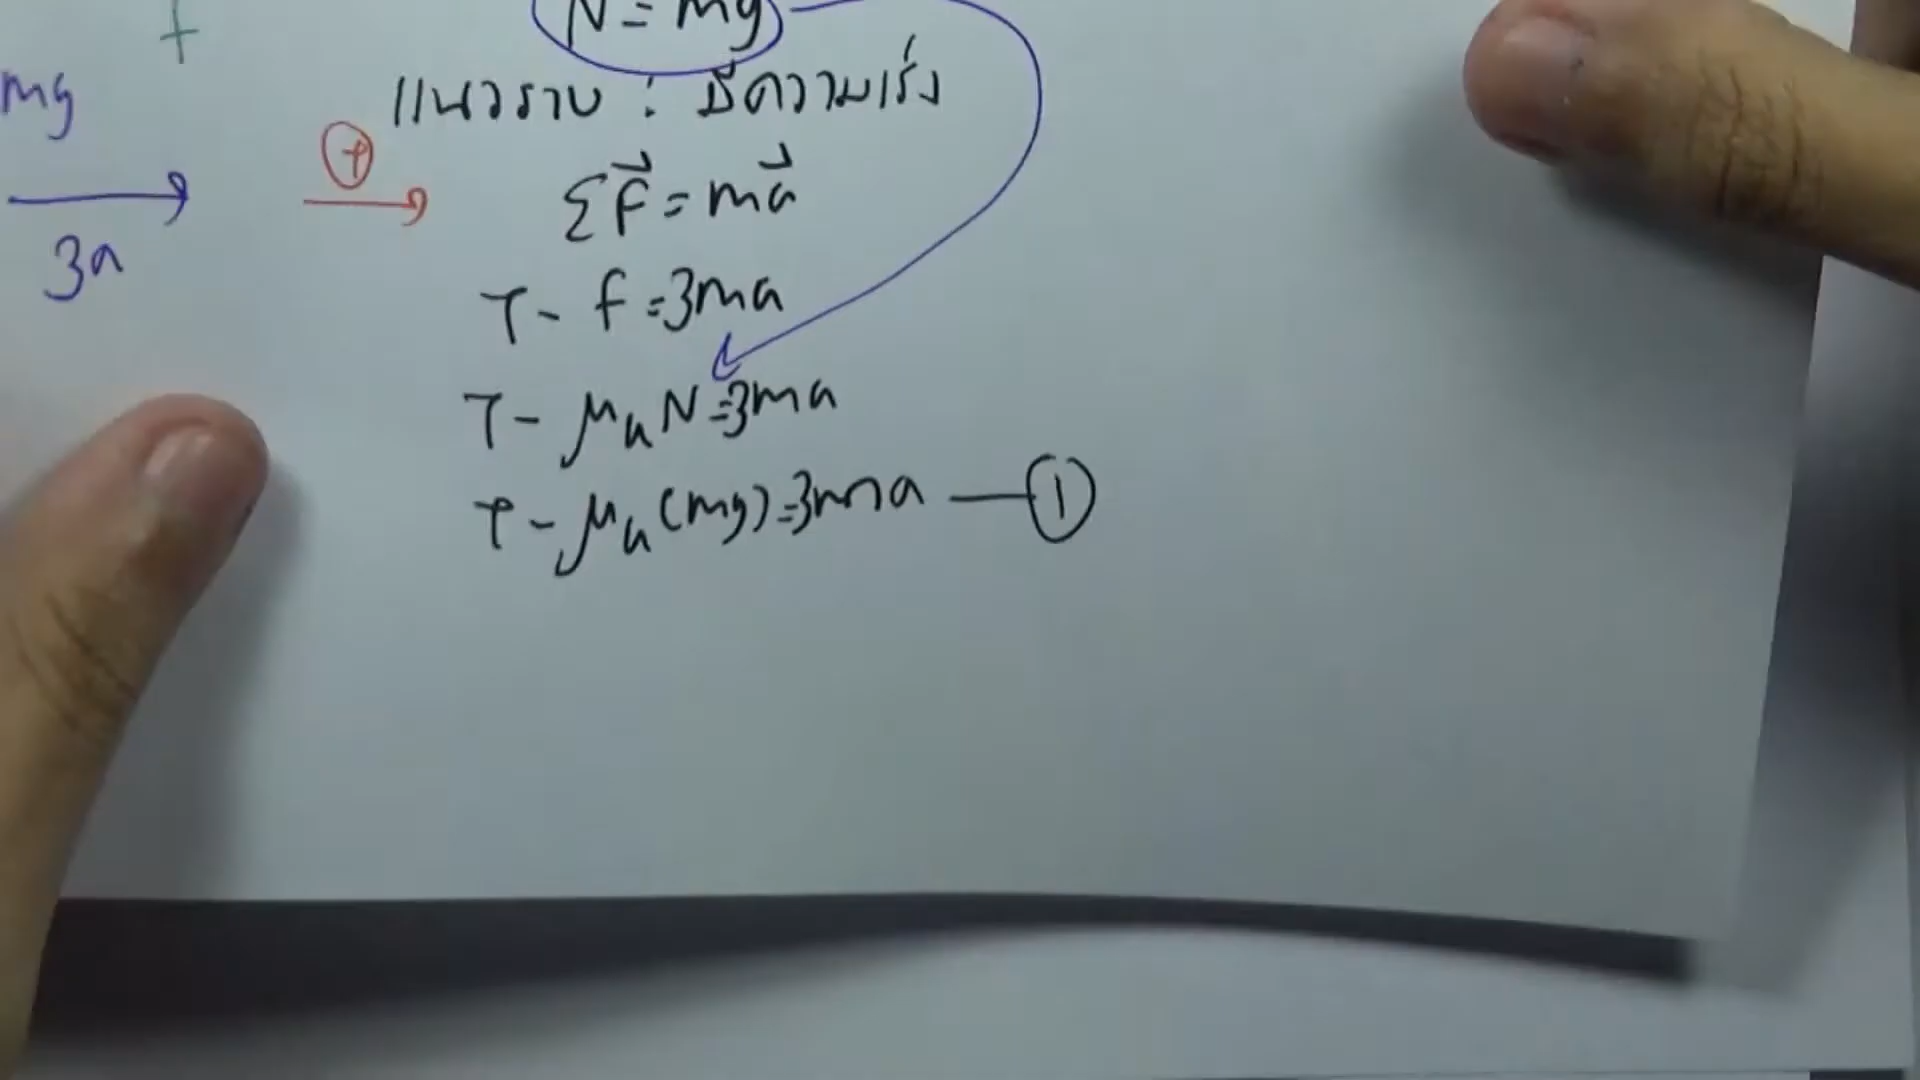 N = mg
mg
แนวราบ : มีความเร่ง
+
3a
ΣF⃗ = ma⃗
T - f = 3ma
T - μₖN = 3ma
T - μₖ(mg) = 3ma — ①